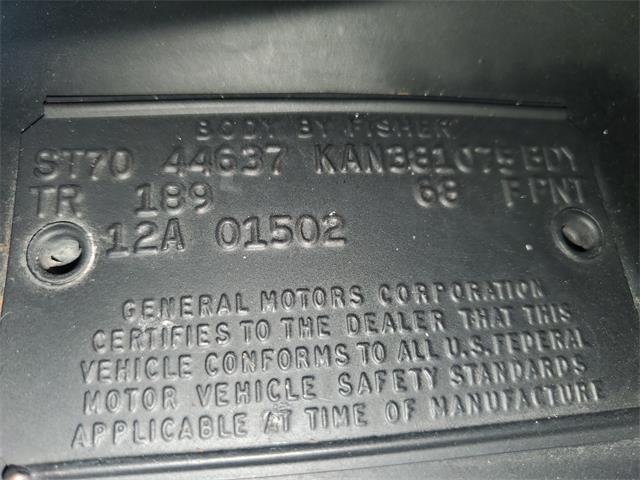 BODY BY FISHER
ST70 44637 KAN381075 BDY
TR 189 68 F PNT
12A 01502
GENERAL MOTORS CORPORATION
CERTIFIES TO THE DEALER THAT THIS
VEHICLE CONFORMS TO ALL U.S. FEDERAL
MOTOR VEHICLE SAFETY STANDARDS
APPLICABLE AT TIME OF MANUFACTURE